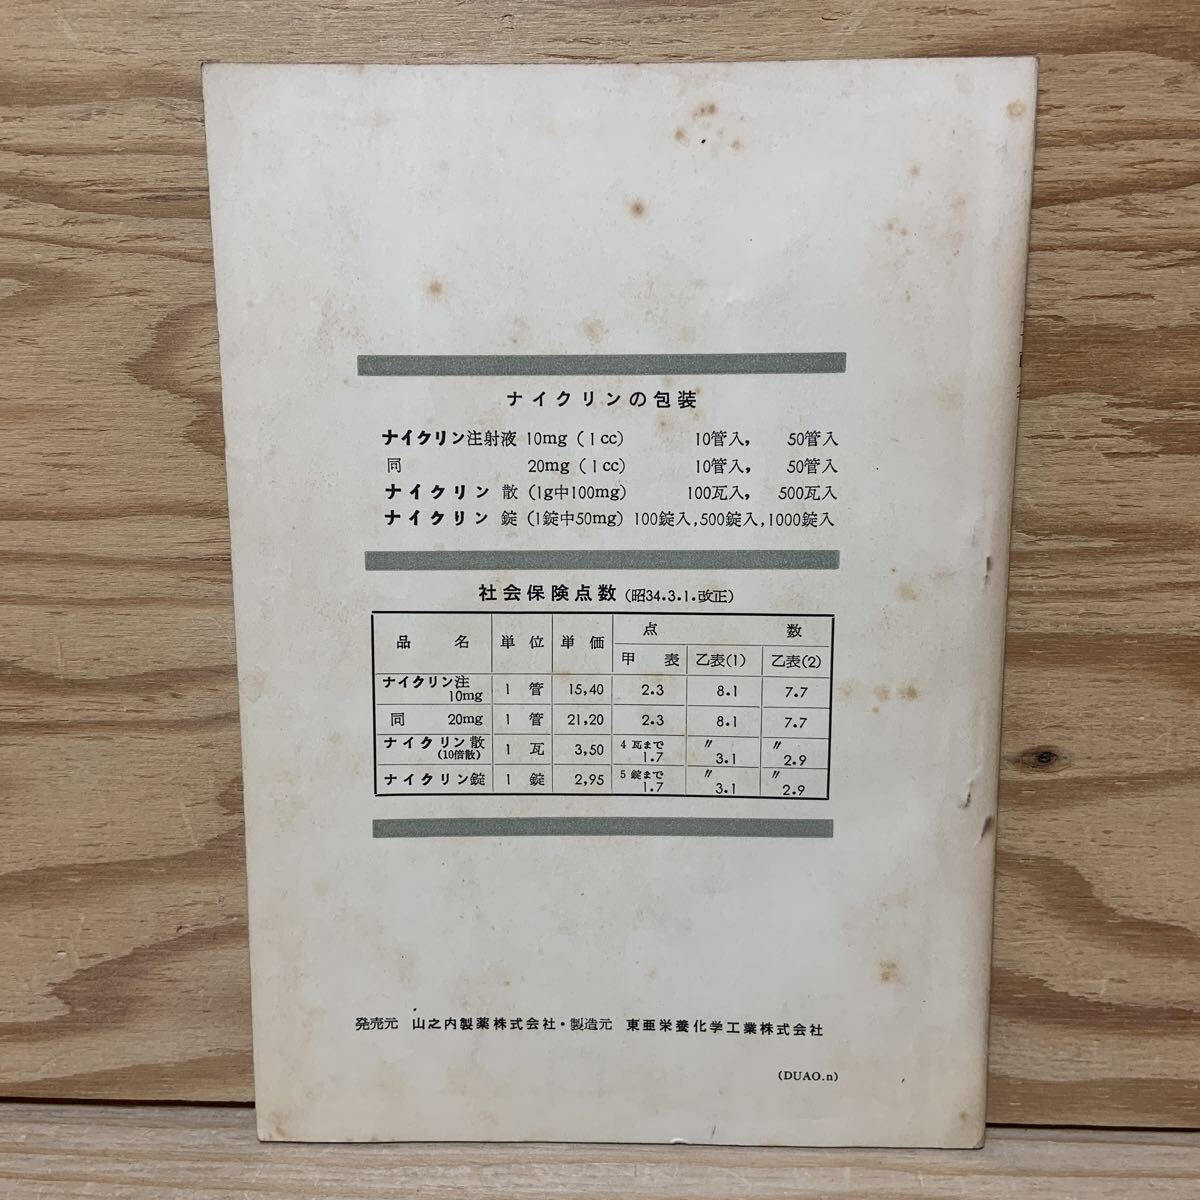 ナイクリンの包装
ナイクリン注射液 10mg (1cc) 10管入, 50管入
同 20mg (1cc) 10管入, 50管入
ナイクリン 散 (1g中100mg) 100瓦入, 500瓦入
ナイクリン 錠 (1錠中50mg) 100錠入,500錠入,1000錠入
社会保険点数 (昭34.3.1.改正)
品名 単位 単価 点数
甲表 乙表(1) 乙表(2)
ナイクリン注 10mg 1管 15,40 2.3 8.1 7.7
同 20mg 1管 21,20 2.3 8.1 7.7
ナイクリン散 (10倍散) 1瓦 3,50 4瓦まで 1.7 〃 3.1 〃 2.9
ナイクリン錠 1錠 2,95 5錠まで 1.7 〃 3.1 〃 2.9
発売元 山之内製薬株式会社・製造元 東亜栄養化学工業株式会社
(DUAO.n)